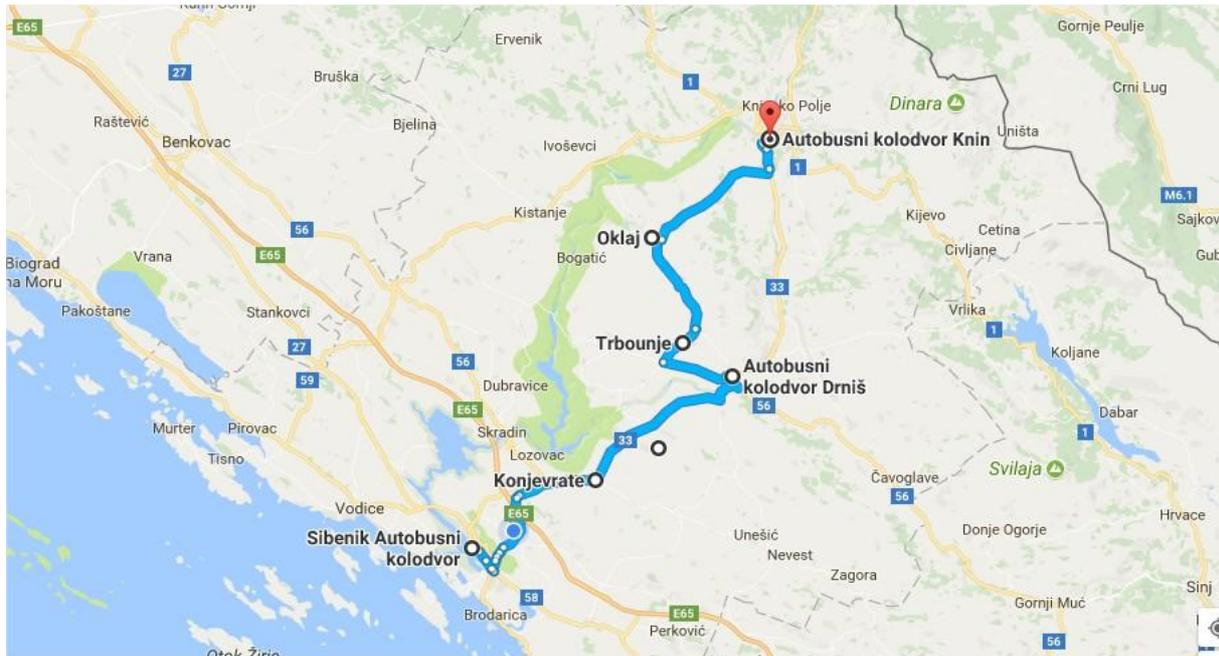 E65
Ervenik
Gornje Peulje
27
Bruška
1
Kninsko Polje
Dinara
Crni Lug
Raštević
Bjelina
Uništa
Benkovac
Ivoševci
Autobusni kolodvor Knin
1
M6.1
Kistanje
Kijevo
Sajkov
56
Oklaj
Cetina
Civljane
E65
Bogatić
Biograd
na Moru
Vrana
33
Pakoštane
Stankovci
Vrlika
1
Trbounje
27
56
Koljane
59
Autobusni
kolodvor Drniš
Dubravice
E65
56
Dabar
Murter
Pirovac
Skradin
33
1
Tisno
Lozovac
Svilaja
Konjevrate
Čavoglave
56
Vodice
E65
Hrvace
Sibenik Autobusni
kolodvor
Unešić
Donje Ogorje
Nevest
Zagora
58
Sinj
Gornji Muć
Brodarica
E65
Perković
56
Otok Žirje